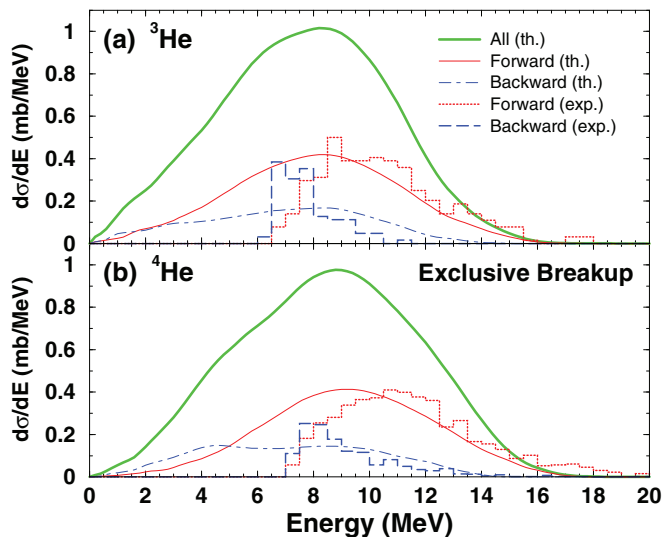 (a) ³He
All (th.)
Forward (th.)
Backward (th.)
Forward (exp.)
Backward (exp.)
dσ/dE (mb/MeV)
1
0.8
0.6
0.4
0.2
0
(b) ⁴He
Exclusive Breakup
dσ/dE (mb/MeV)
1
0.8
0.6
0.4
0.2
0
0 2 4 6 8 10 12 14 16 18 20
Energy (MeV)